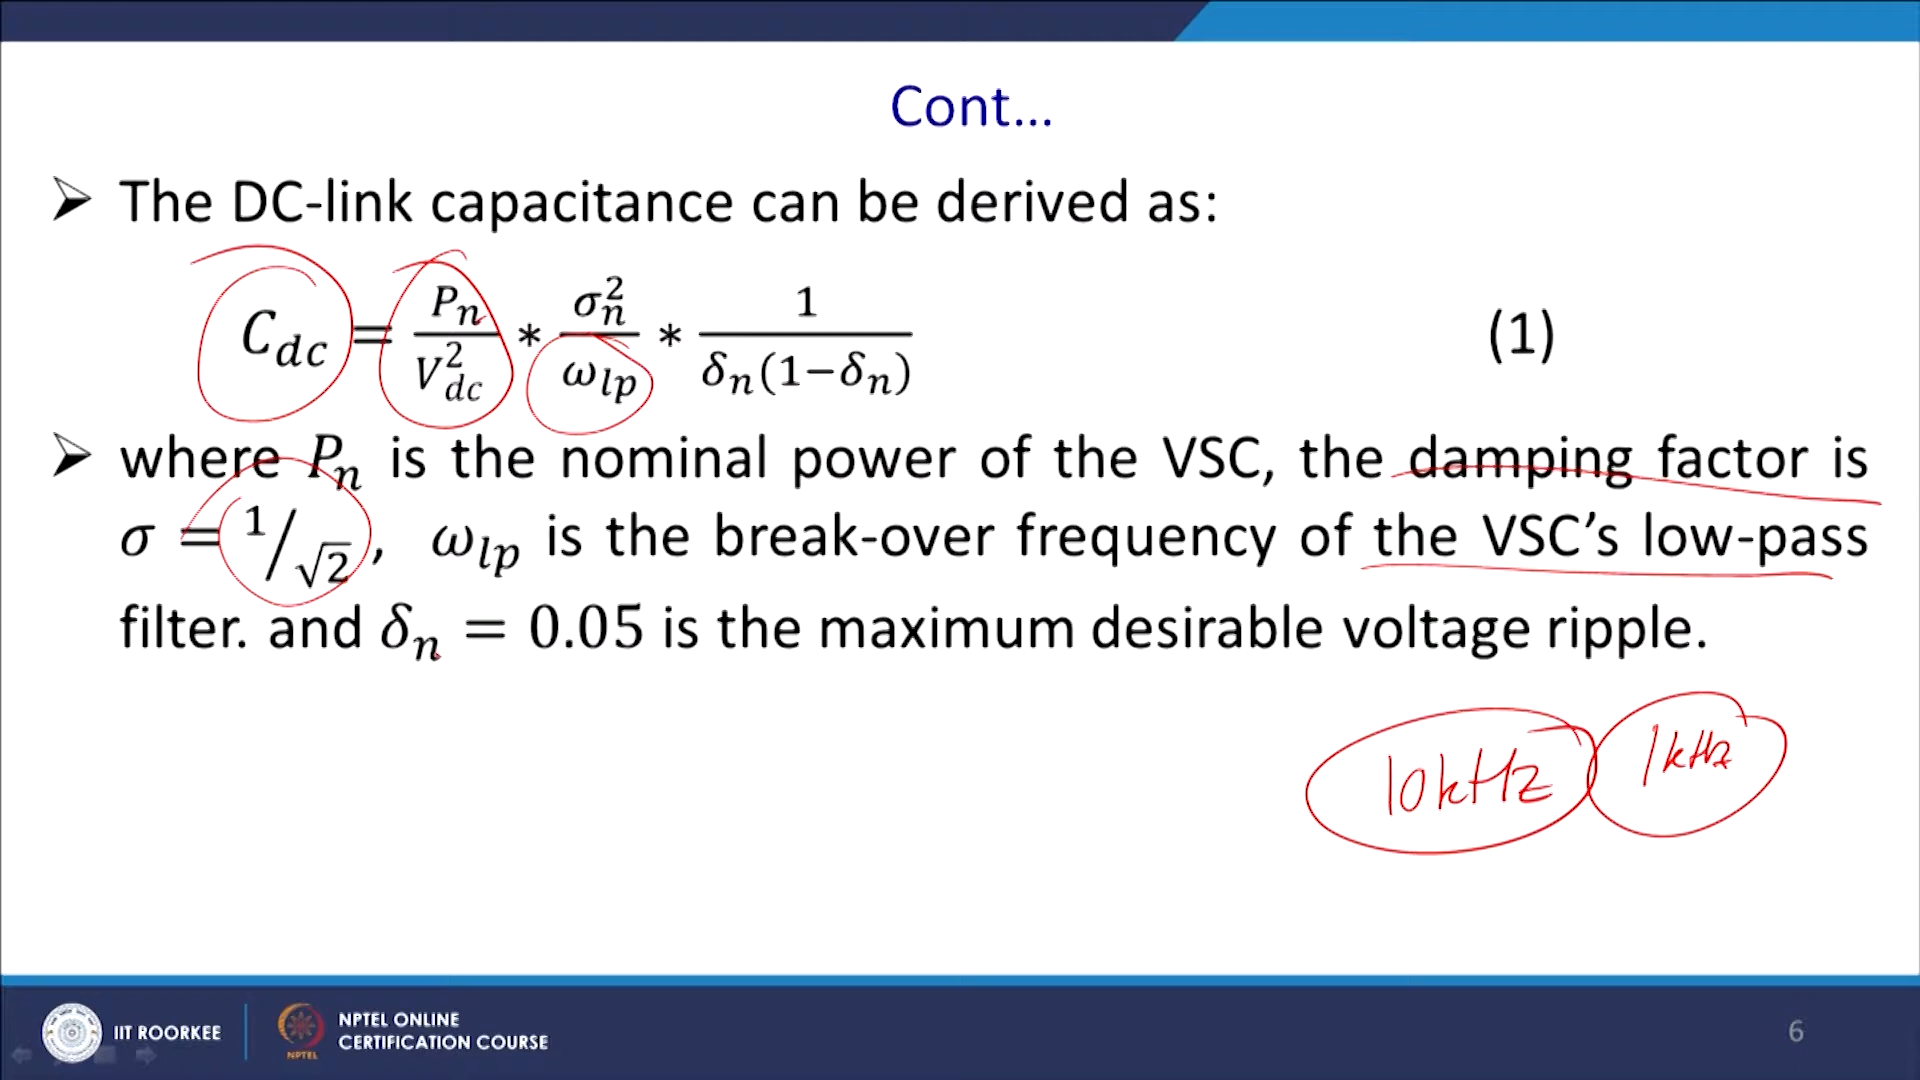 Cont...
➢ The DC-link capacitance can be derived as:
C_dc = P_n/V_dc^2 * σ_n^2/ω_lp * 1/δ_n(1−δ_n) (1)
➢ where P_n is the nominal power of the VSC, the damping factor is
σ = 1/√2, ω_lp is the break-over frequency of the VSC's low-pass
filter. and δ_n = 0.05 is the maximum desirable voltage ripple.
10kHz 1kHz
IIT ROORKEE
NPTEL
NPTEL ONLINE
CERTIFICATION COURSE
6